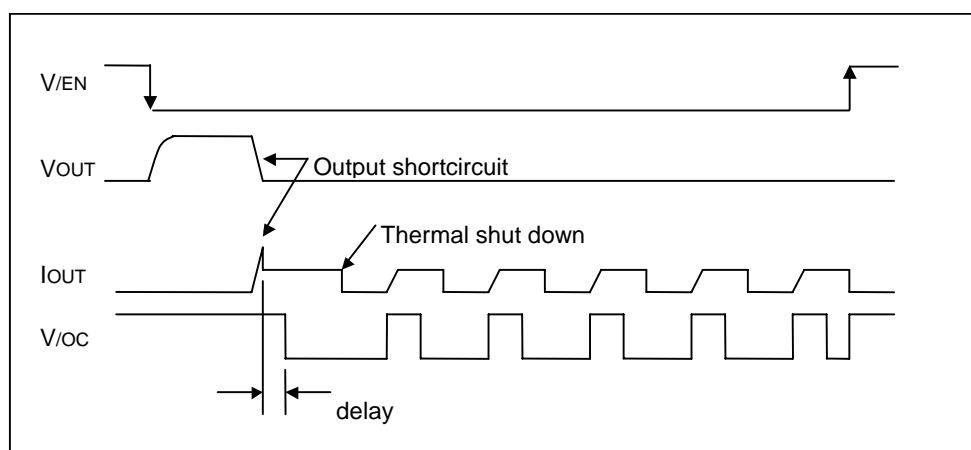 V/EN
VOUT
Output shortcircuit
Thermal shut down
IOUT
V/OC
delay